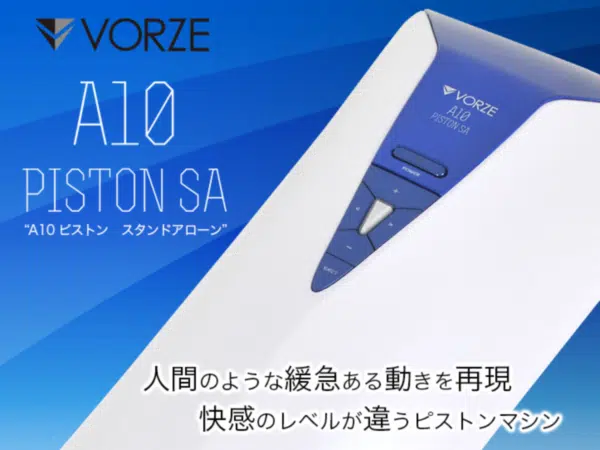 VORZE
A10
PISTON SA
"A10 ピストン　スタンドアローン"
VORZE
A10
PISTON SA
POWER
+
-
+
−
EJECT
人間のような緩急ある動きを再現
快感のレベルが違うピストンマシン